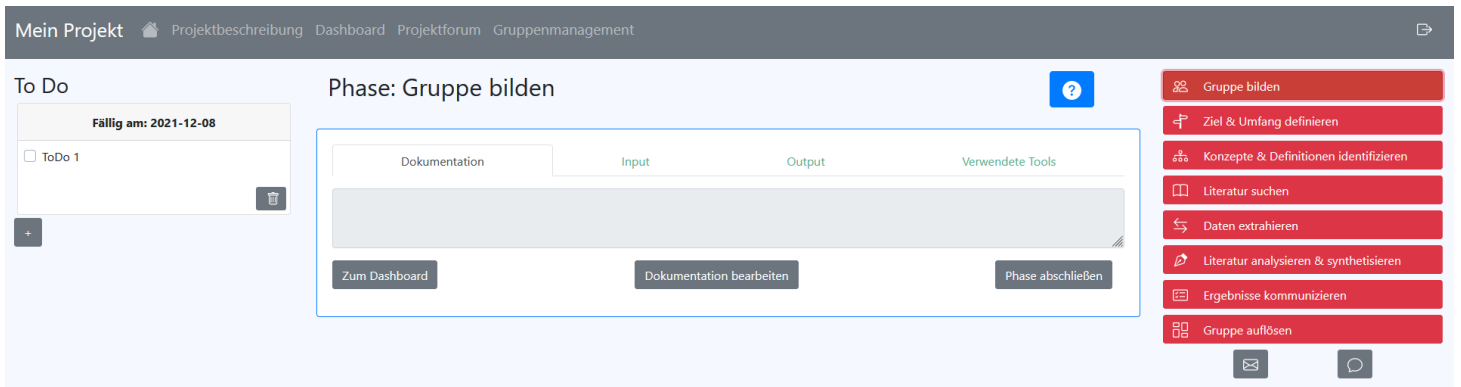 Mein Projekt Projektbeschreibung Dashboard Projektforum Gruppenmanagement
To Do
Fällig am: 2021-12-08
ToDo 1
+
Phase: Gruppe bilden
?
Dokumentation Input Output Verwendete Tools
Zum Dashboard Dokumentation bearbeiten Phase abschließen
Gruppe bilden
Ziel & Umfang definieren
Konzepte & Definitionen identifizieren
Literatur suchen
Daten extrahieren
Literatur analysieren & synthetisieren
Ergebnisse kommunizieren
Gruppe auflösen